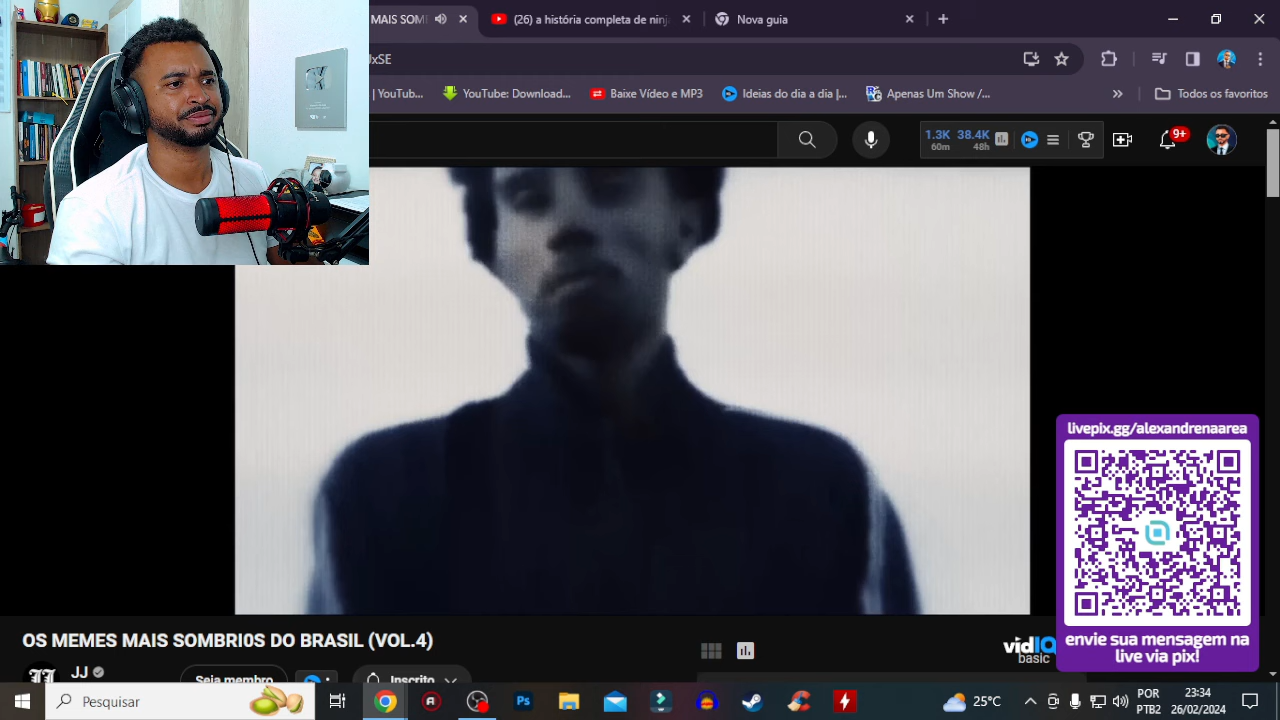 MAIS SOM
(26) a história completa de ninj
Nova guia
JxSE
| YouTub...
YouTube: Download...
Baixe Vídeo e MP3
Ideias do dia a dia |...
Apenas Um Show /...
»
Todos os favoritos
1.3K 38.4K
60m 48h
9+
livepix.gg/alexandrenaarea
envie sua mensagem na
live via pix!
OS MEMES MAIS SOMBRI0S DO BRASIL (VOL.4)
vidIQ
basic
JJ
JJ
Seja membro
Inscrito
Pesquisar
Ps
25°C
POR
PTB2
23:34
26/02/2024